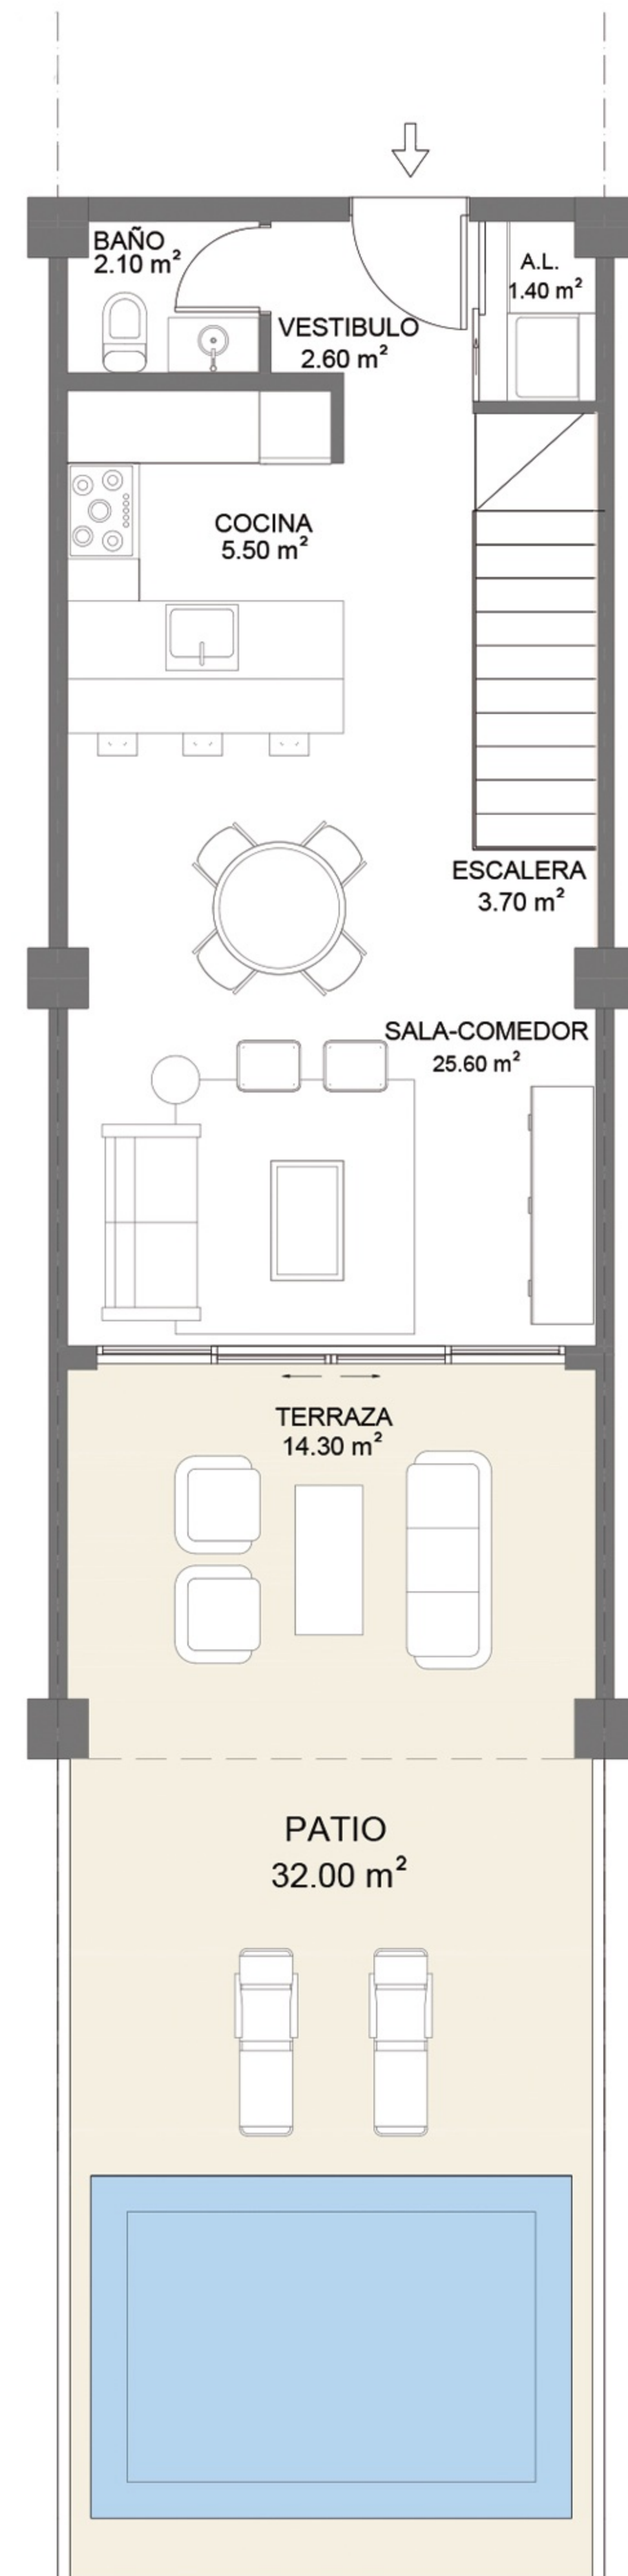 BAÑO
2.10 m²
A.L.
1.40 m²
VESTIBULO
2.60 m²
COCINA
5.50 m²
ESCALERA
3.70 m²
SALA-COMEDOR
25.60 m²
TERRAZA
14.30 m²
PATIO
32.00 m²